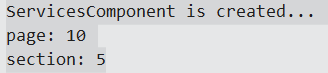 ServicesComponent is created...
page: 10
section: 5